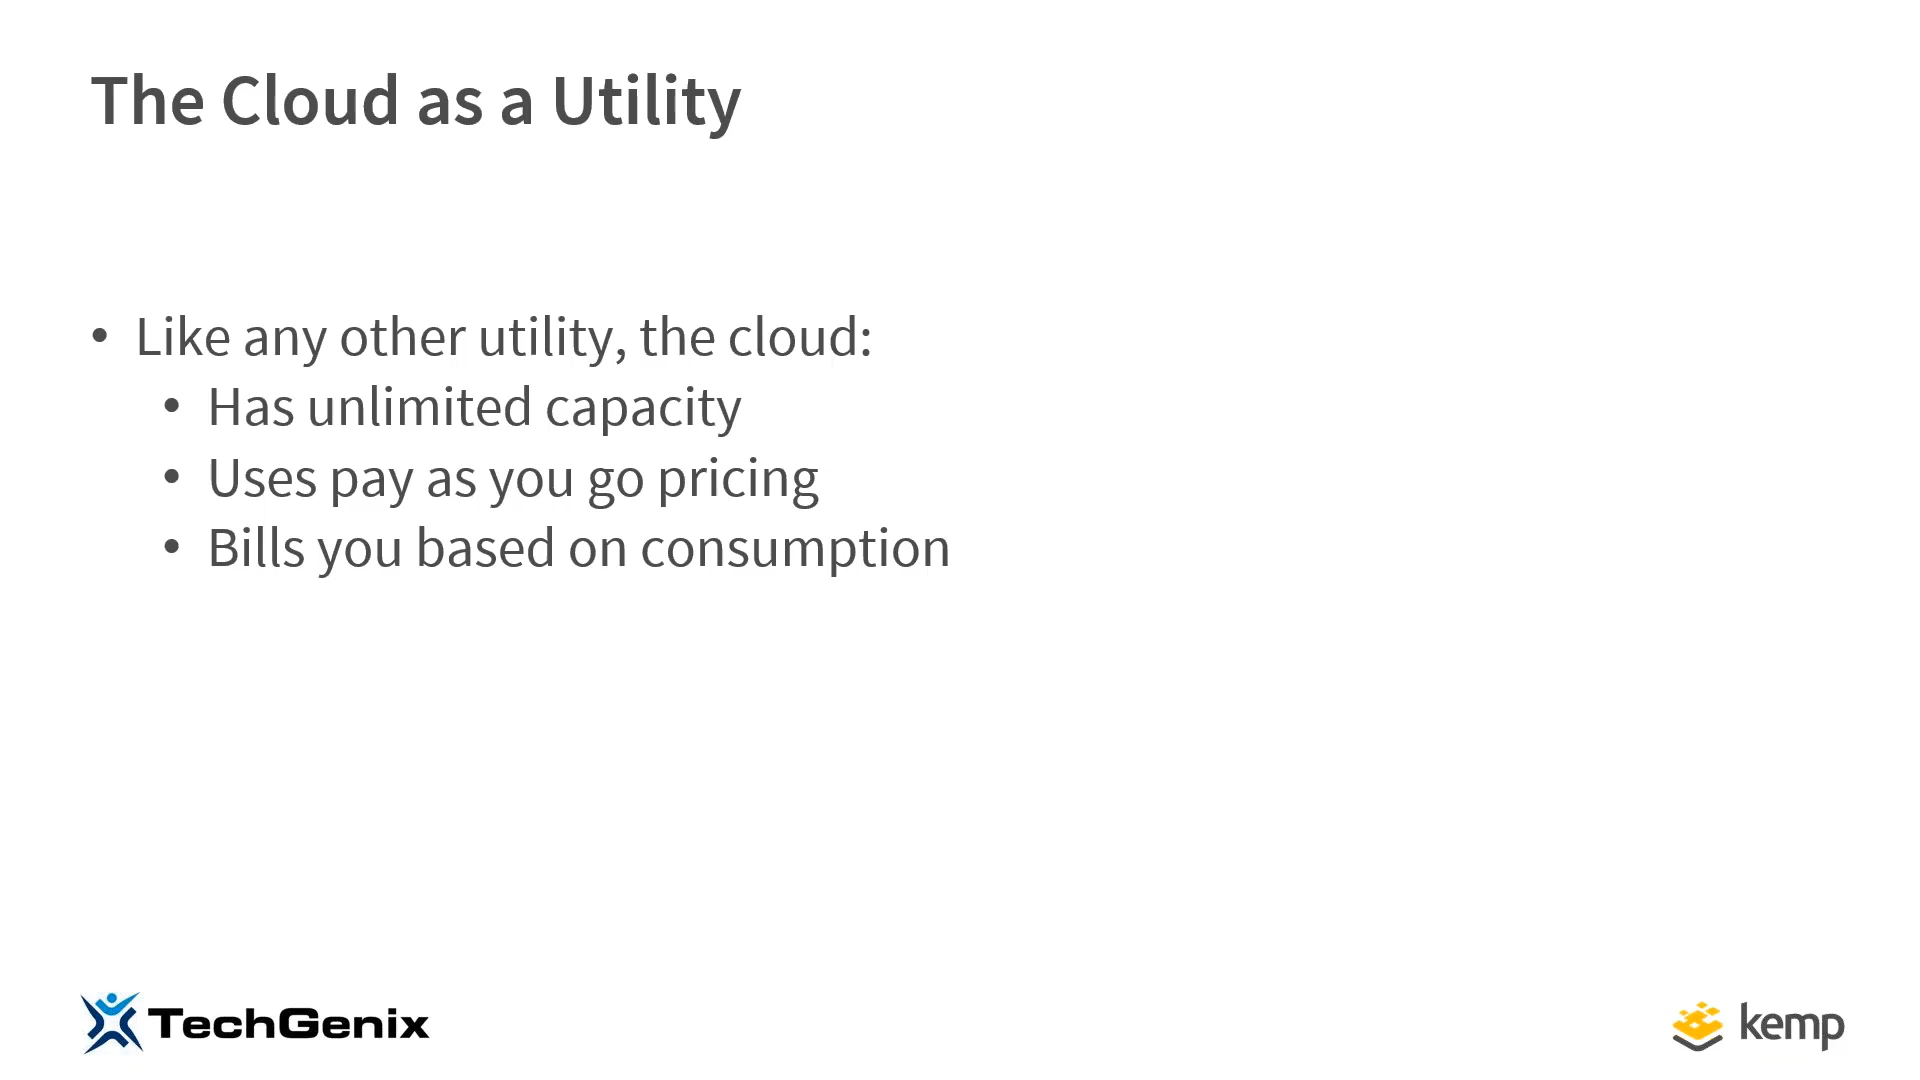 The Cloud as a Utility
• Like any other utility, the cloud:
• Has unlimited capacity
• Uses pay as you go pricing
• Bills you based on consumption
TechGenix
kemp